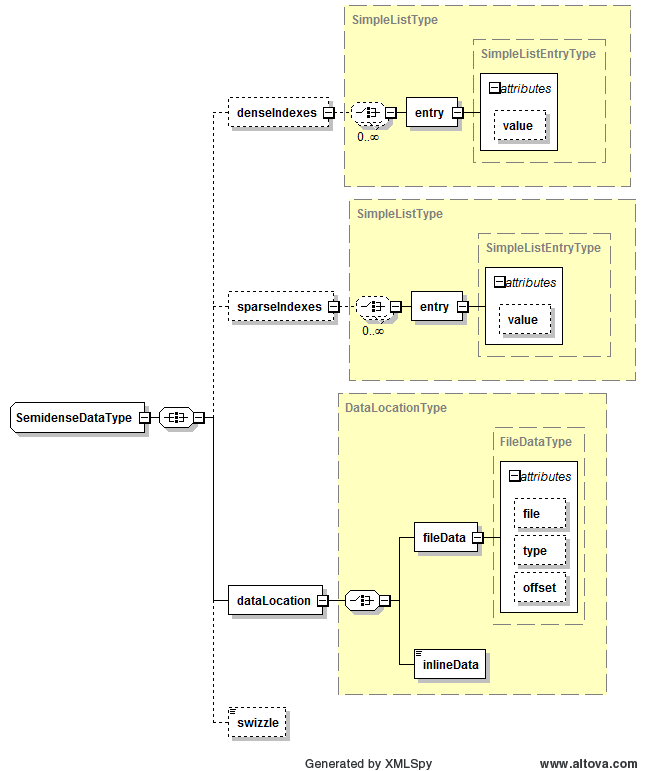 SimpleListType
SimpleListEntryType
attributes
denseIndexes
entry
value
0..∞
SimpleListType
SimpleListEntryType
attributes
sparseIndexes
entry
value
0..∞
SemidenseDataType
DataLocationType
FileDataType
attributes
file
fileData
type
offset
dataLocation
inlineData
swizzle
Generated by XMLSpy
www.altova.com